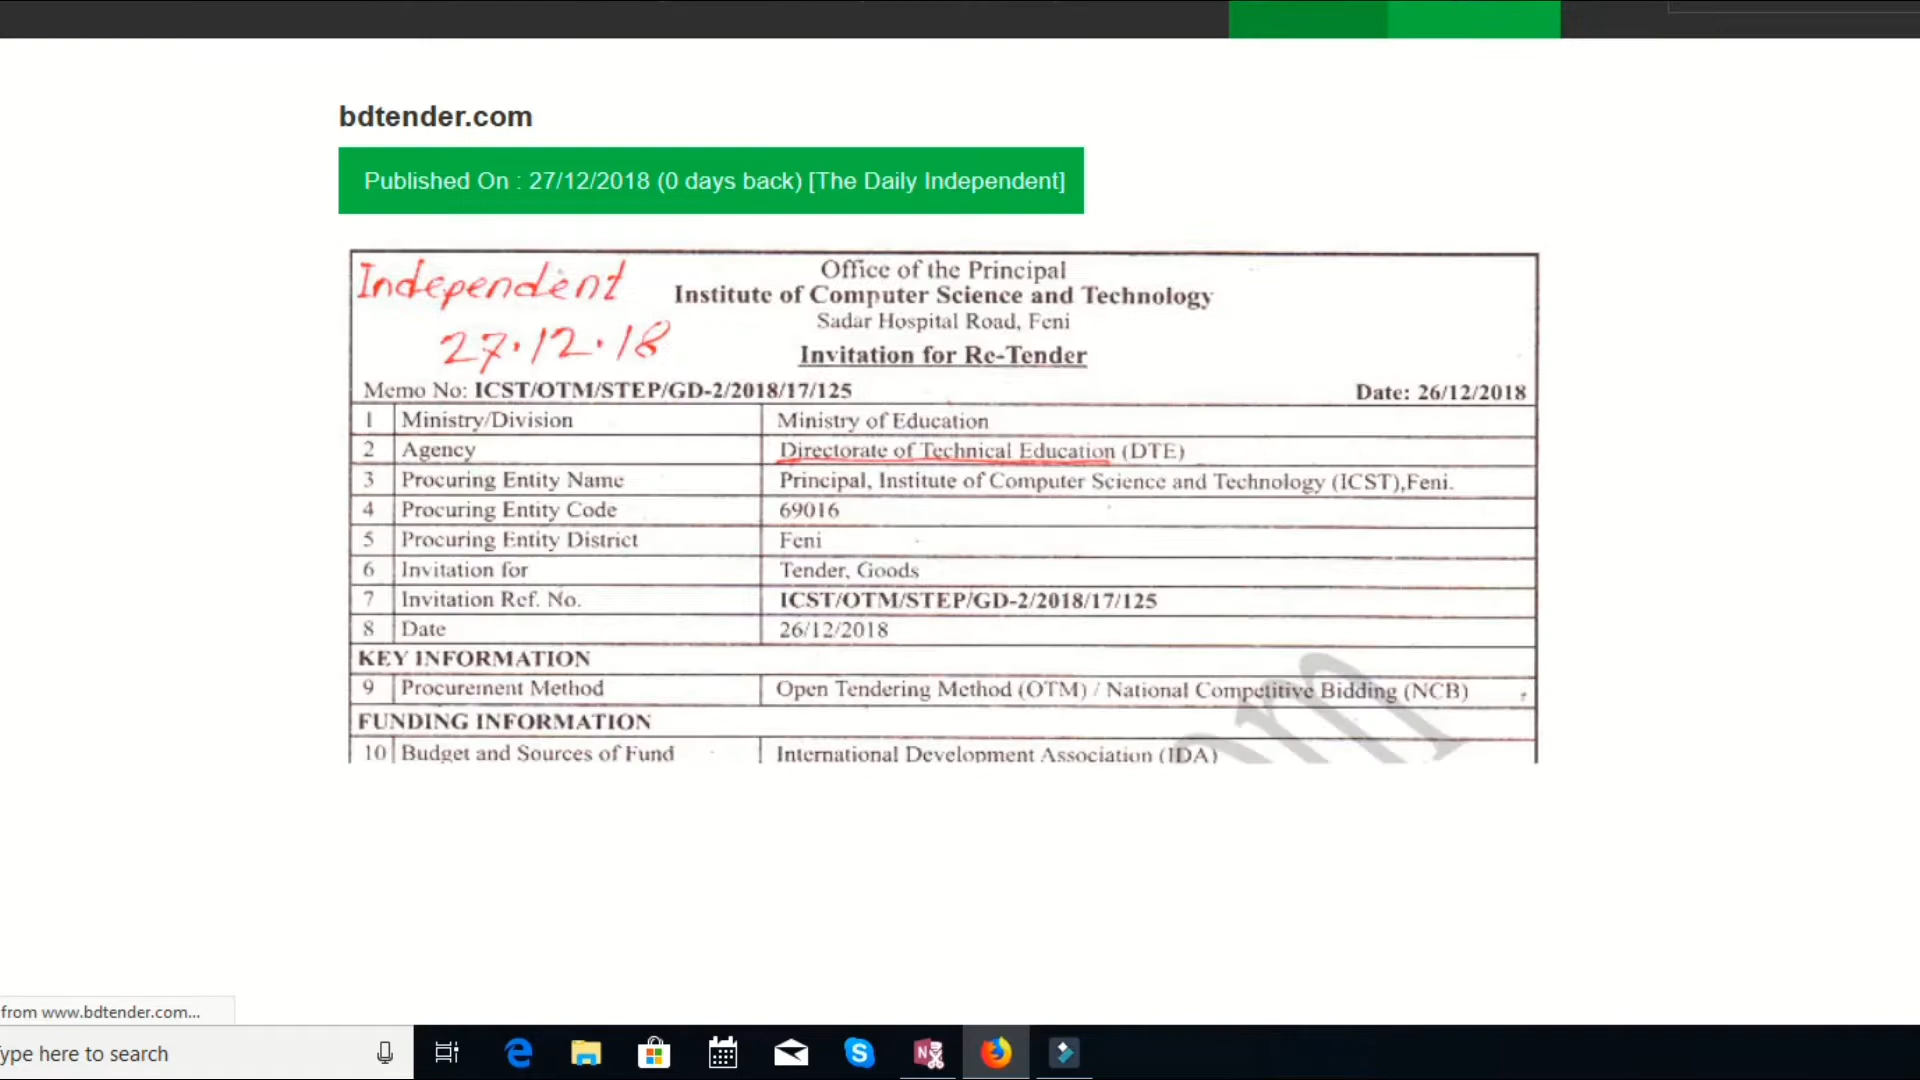 bdtender.com
Published On : 27/12/2018 (0 days back) [The Daily Independent]
Independent
27.12.18
Office of the Principal
Institute of Computer Science and Technology
Sadar Hospital Road, Feni
Invitation for Re-Tender
Memo No: ICST/OTM/STEP/GD-2/2018/17/125 Date: 26/12/2018
1 Ministry/Division Ministry of Education
2 Agency Directorate of Technical Education (DTE)
3 Procuring Entity Name Principal, Institute of Computer Science and Technology (ICST),Feni.
4 Procuring Entity Code 69016
5 Procuring Entity District Feni
6 Invitation for Tender, Goods
7 Invitation Ref. No. ICST/OTM/STEP/GD-2/2018/17/125
8 Date 26/12/2018
KEY INFORMATION
9 Procurement Method Open Tendering Method (OTM) / National Competitive Bidding (NCB)
FUNDING INFORMATION
10 Budget and Sources of Fund International Development Association (IDA)
from www.bdtender.com...
ype here to search